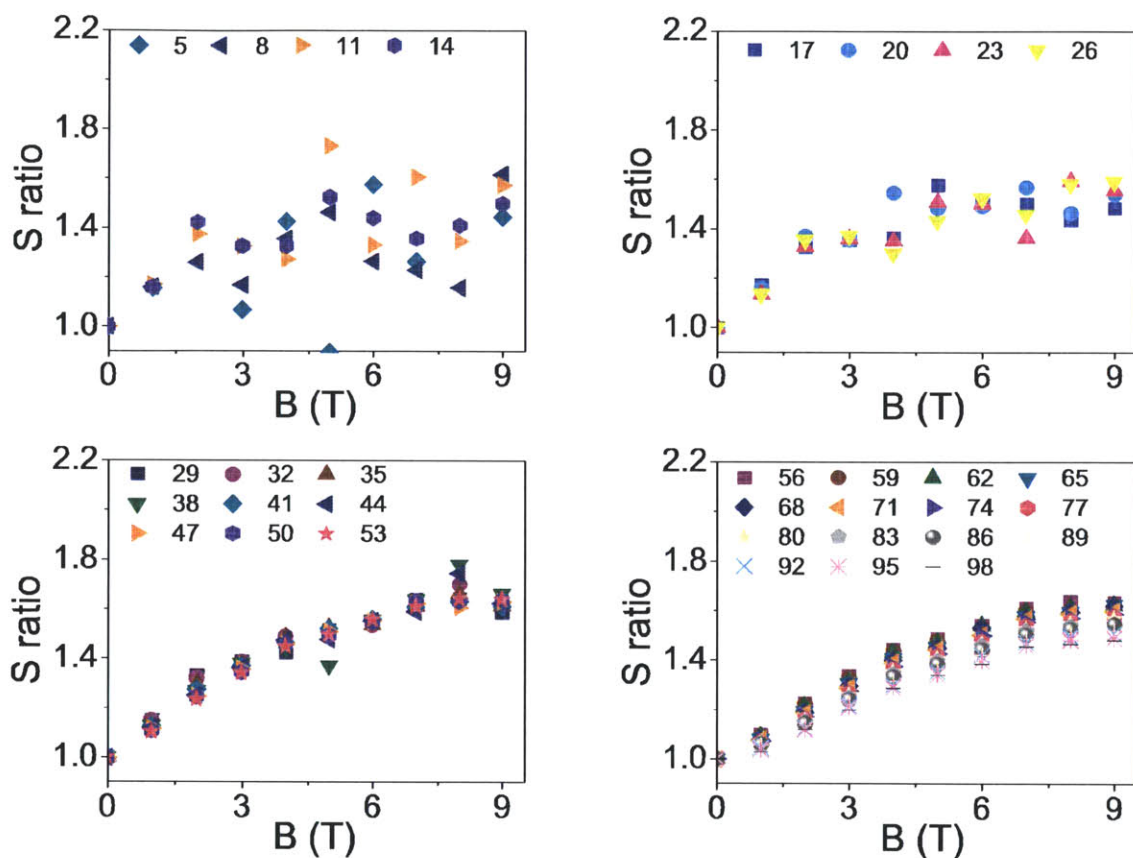 2.2
5 8 11 14
1.8
S ratio
1.4
1.0
0 3 6 9
B (T)
2.2
17 20 23 26
1.8
S ratio
1.4
1.0
0 3 6 9
B (T)
2.2
29 32 35
38 41 44
47 50 53
1.8
S ratio
1.4
1.0
0 3 6 9
B (T)
2.2
56 59 62 65
68 71 74 77
80 83 86 89
92 95 98
1.8
S ratio
1.4
1.0
0 3 6 9
B (T)